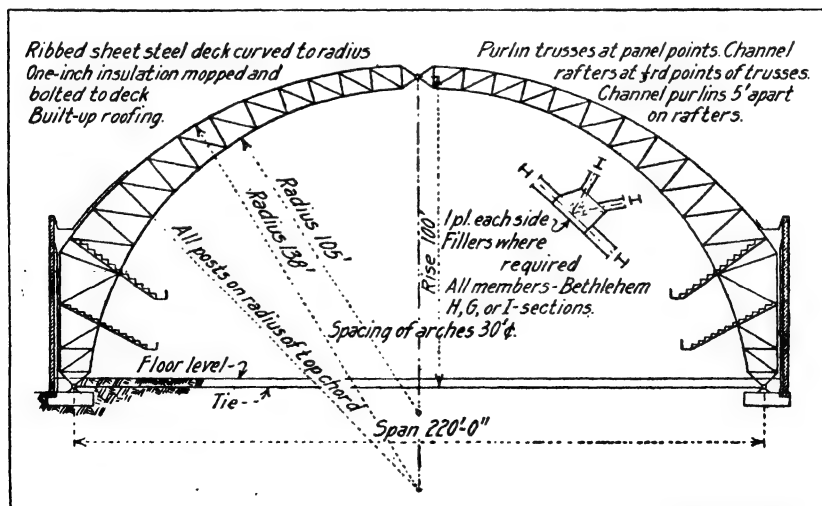 Ribbed sheet steel deck curved to radius
One-inch insulation mopped and
bolted to deck
Built-up roofing.
Purlin trusses at panel points. Channel
rafters at ⅓rd points of trusses.
Channel purlins 5' apart
on rafters.
Radius 105'
Radius 138'
All posts on radius of top chord
Rise 100'
1 pl. each side
Fillers where
required
All members - Bethlehem
H, G, or I-sections.
Spacing of arches 30' ¢.
Floor level
Tie
Span 220'-0"